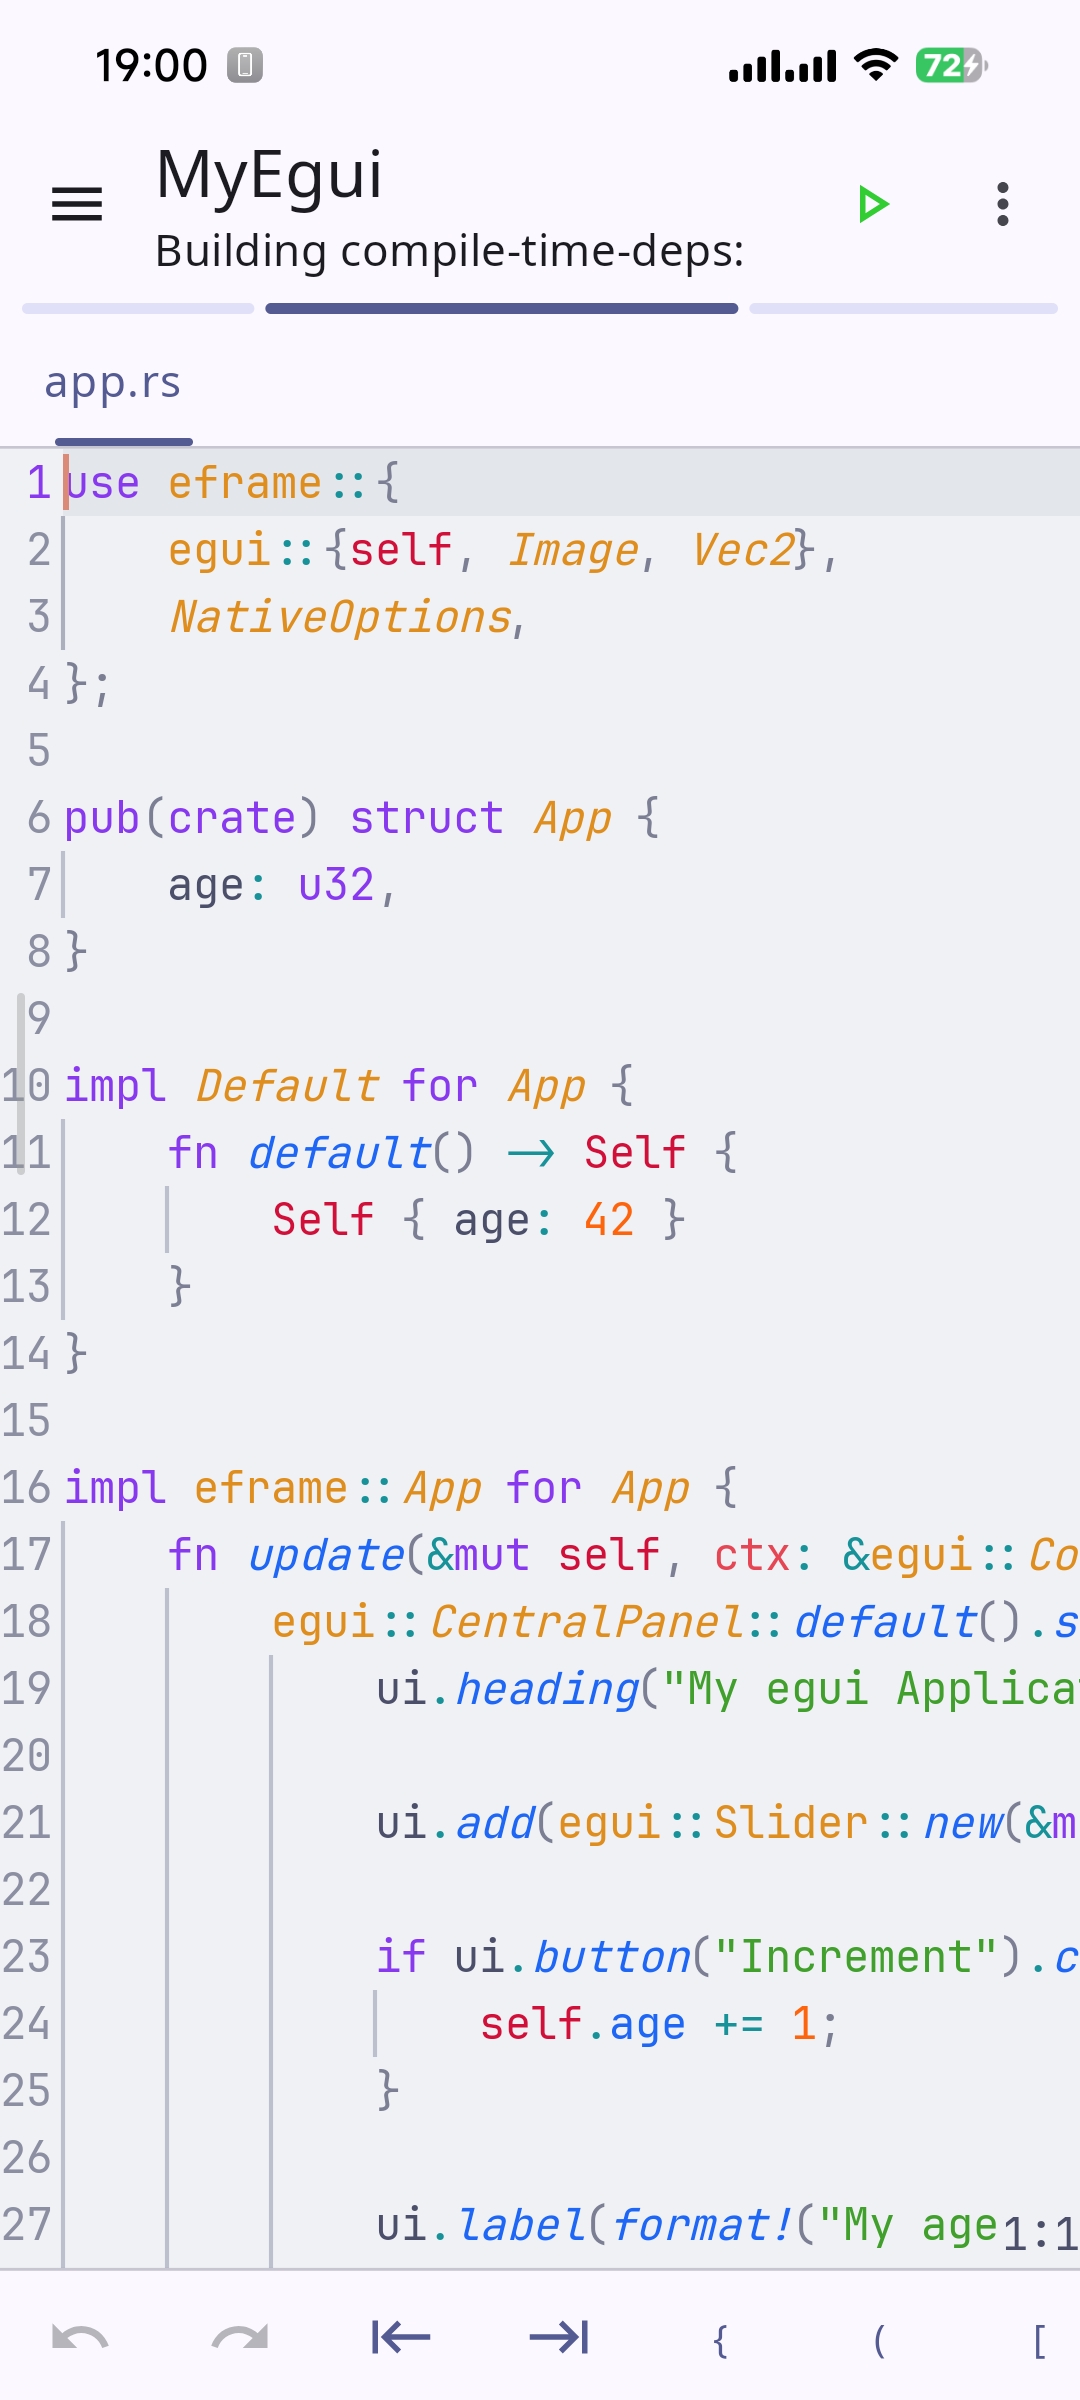 19:00
72
MyEgui
Building compile-time-deps:
app.rs
1 use eframe::{
2     egui::{self, Image, Vec2},
3     NativeOptions,
4 };
5
6 pub(crate) struct App {
7     age: u32,
8 }
9
10 impl Default for App {
11     fn default() -> Self {
12         Self { age: 42 }
13     }
14 }
15
16 impl eframe::App for App {
17     fn update(&mut self, ctx: &egui::Co
18         egui::CentralPanel::default().s
19             ui.heading("My egui Applica
20
21             ui.add(egui::Slider::new(&m
22
23             if ui.button("Increment").c
24                 self.age += 1;
25             }
26
27             ui.label(format!("My age
1:1
{ ( [